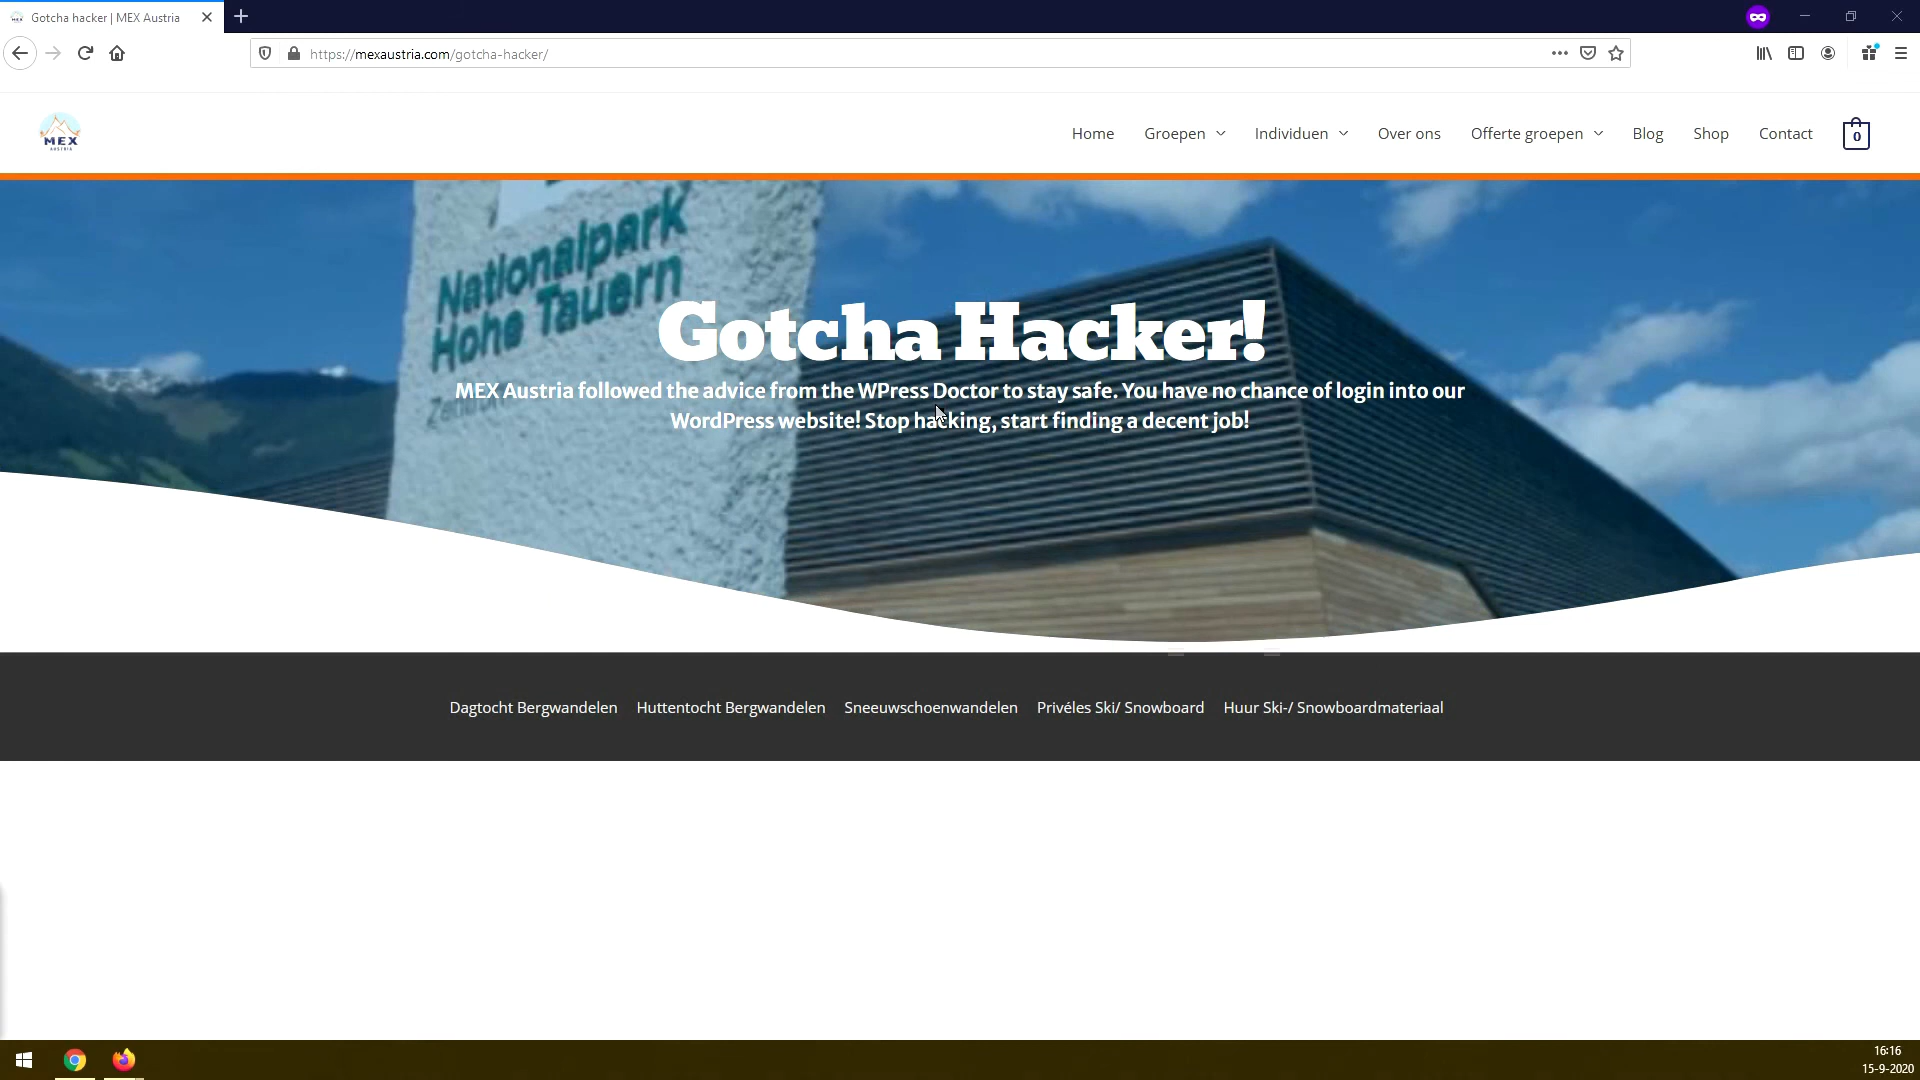 Gotcha hacker | MEX Austria
https://mexaustria.com/gotcha-hacker/
MEX
AUSTRIA
Home Groepen Individuen Over ons Offerte groepen Blog Shop Contact 0
Nationalpark
Hohe Tauern
Gotcha Hacker!
MEX Austria followed the advice from the WPress Doctor to stay safe. You have no chance of login into our
WordPress website! Stop hacking, start finding a decent job!
Dagtocht Bergwandelen Huttentocht Bergwandelen Sneeuwschoenwandelen Privéles Ski/ Snowboard Huur Ski-/ Snowboardmateriaal
16:16
15-9-2020